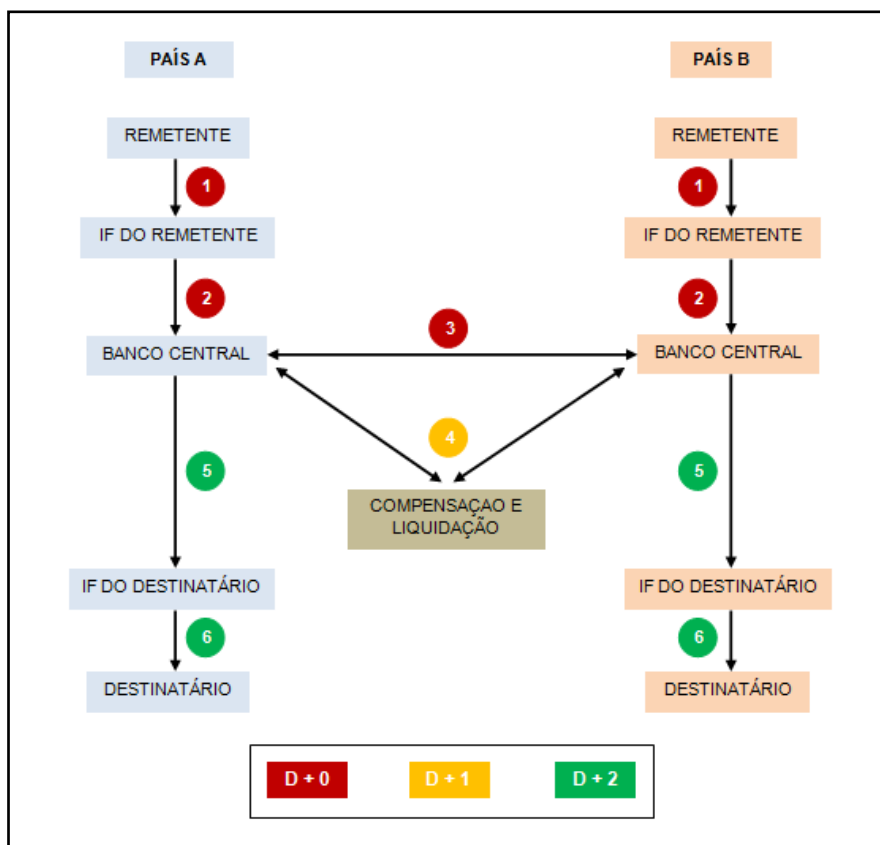 PAÍS A
PAÍS B
REMETENTE
REMETENTE
1
1
IF DO REMETENTE
IF DO REMETENTE
2
2
3
BANCO CENTRAL
BANCO CENTRAL
4
5
5
COMPENSAÇAO E
LIQUIDAÇÃO
IF DO DESTINATÁRIO
IF DO DESTINATÁRIO
6
6
DESTINATÁRIO
DESTINATÁRIO
D + 0
D + 1
D + 2